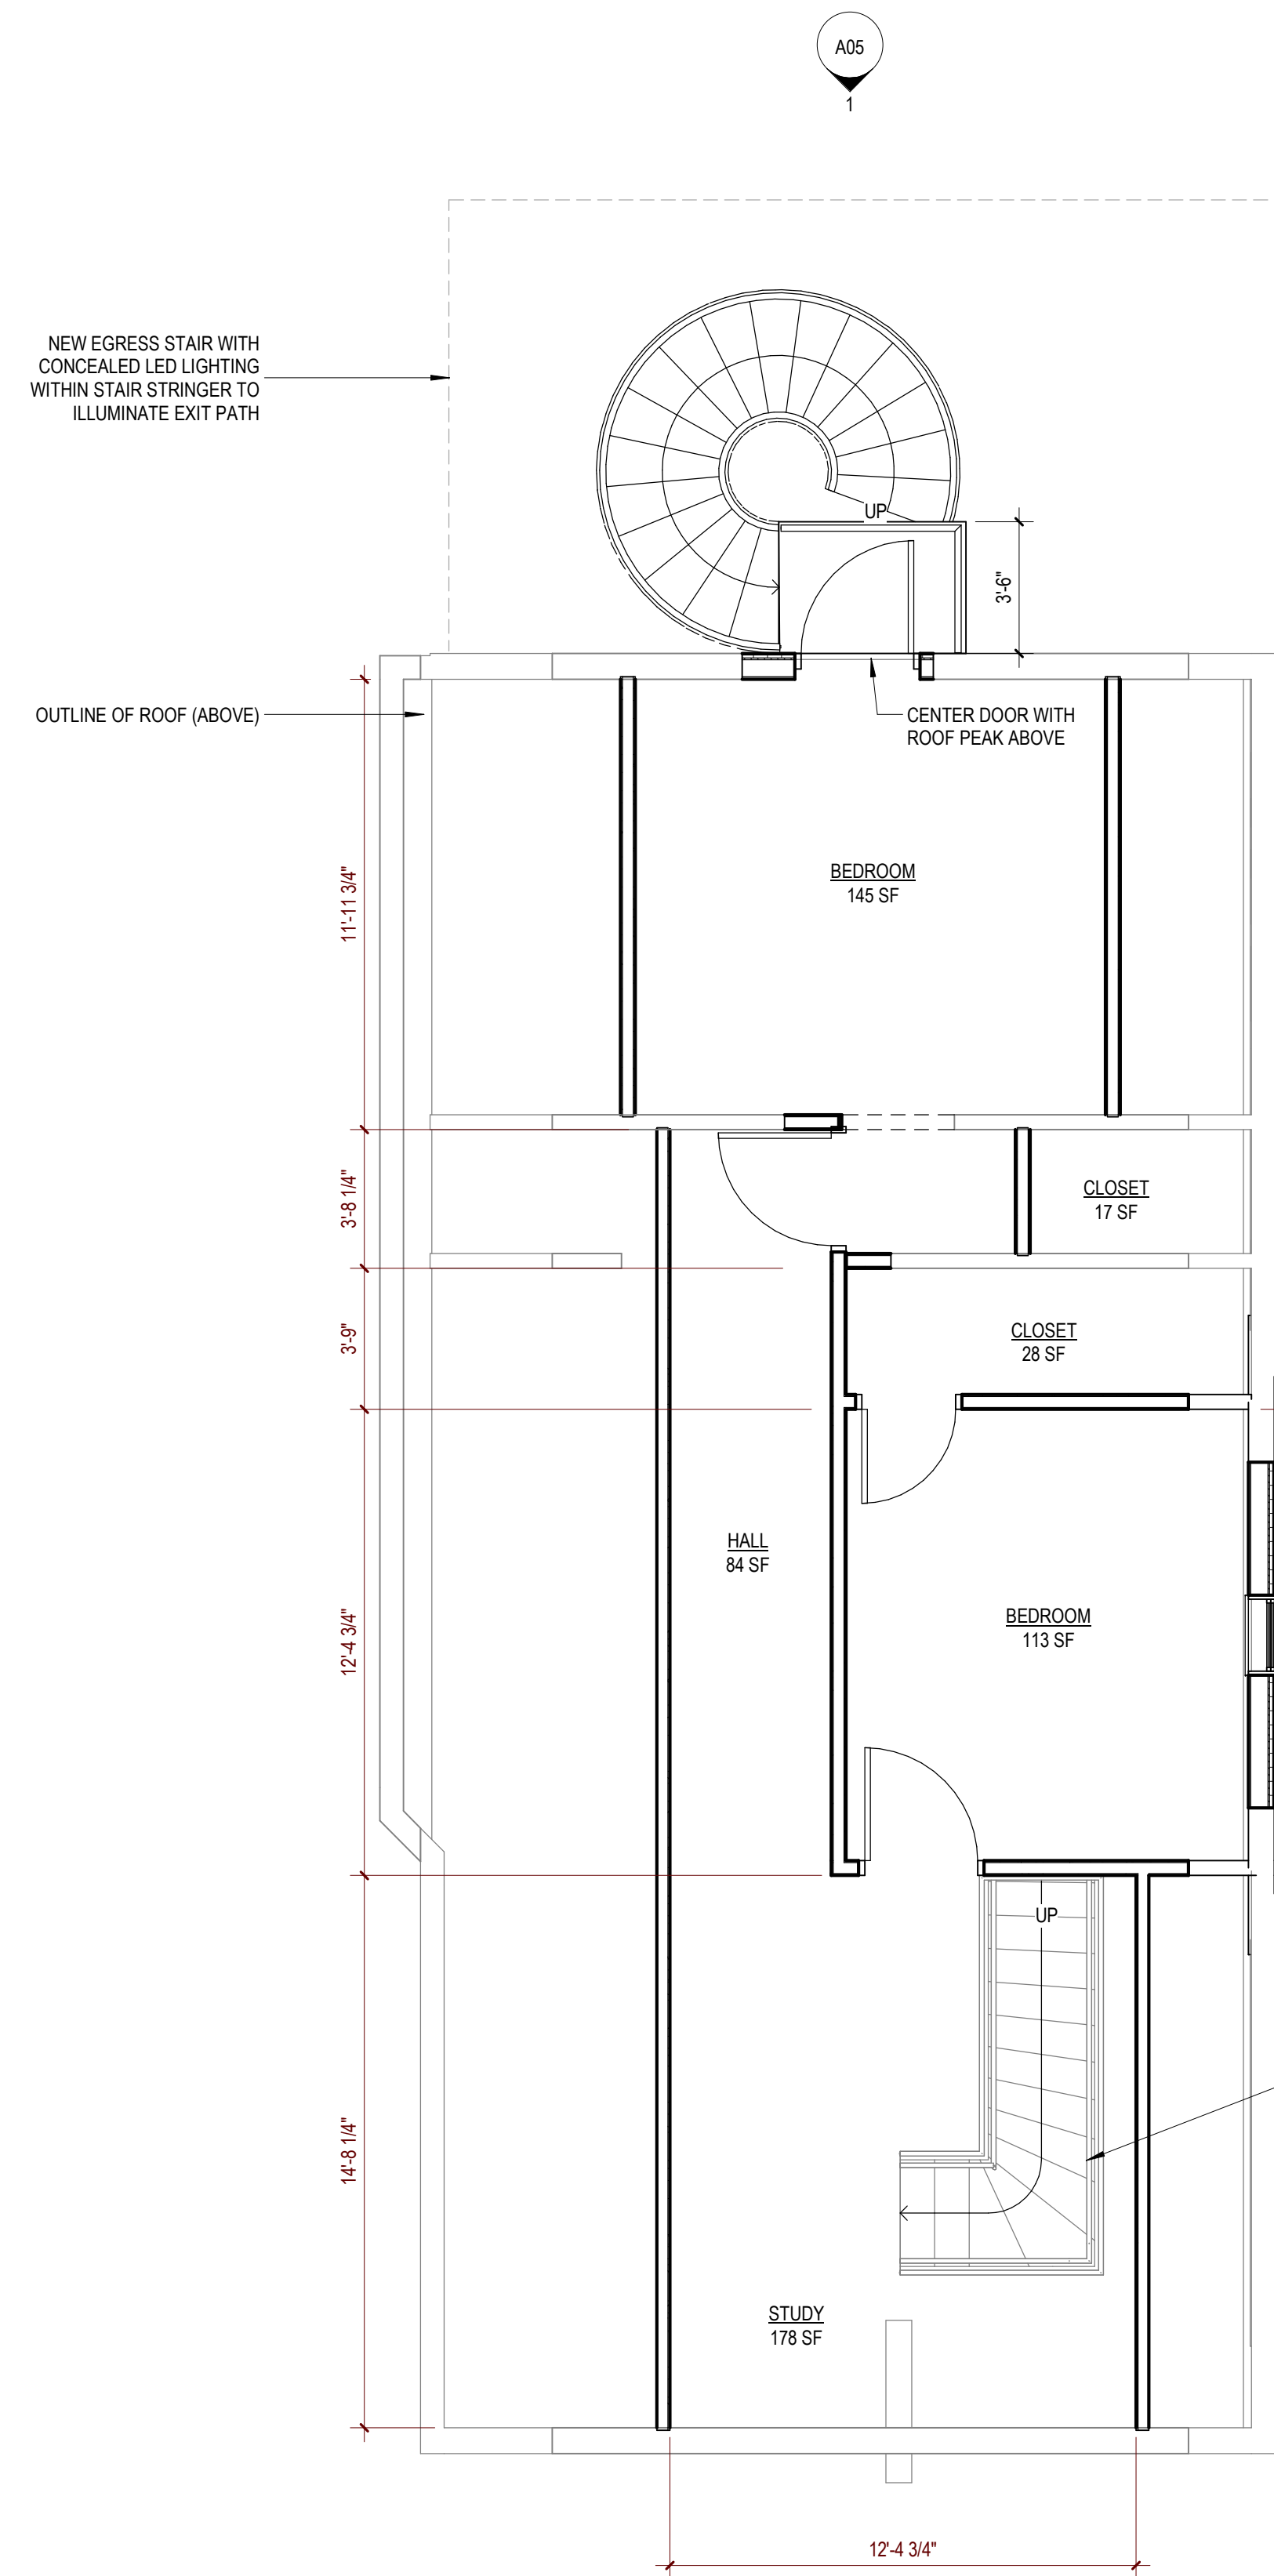 A05
1
NEW EGRESS STAIR WITH
CONCEALED LED LIGHTING
WITHIN STAIR STRINGER TO
ILLUMINATE EXIT PATH
UP
3'-6"
OUTLINE OF ROOF (ABOVE)
CENTER DOOR WITH
ROOF PEAK ABOVE
BEDROOM
145 SF
11'-11 3/4"
3'-8 1/4"
CLOSET
17 SF
3'-9"
CLOSET
28 SF
HALL
84 SF
12'-4 3/4"
BEDROOM
113 SF
UP
14'-8 1/4"
STUDY
178 SF
12'-4 3/4"